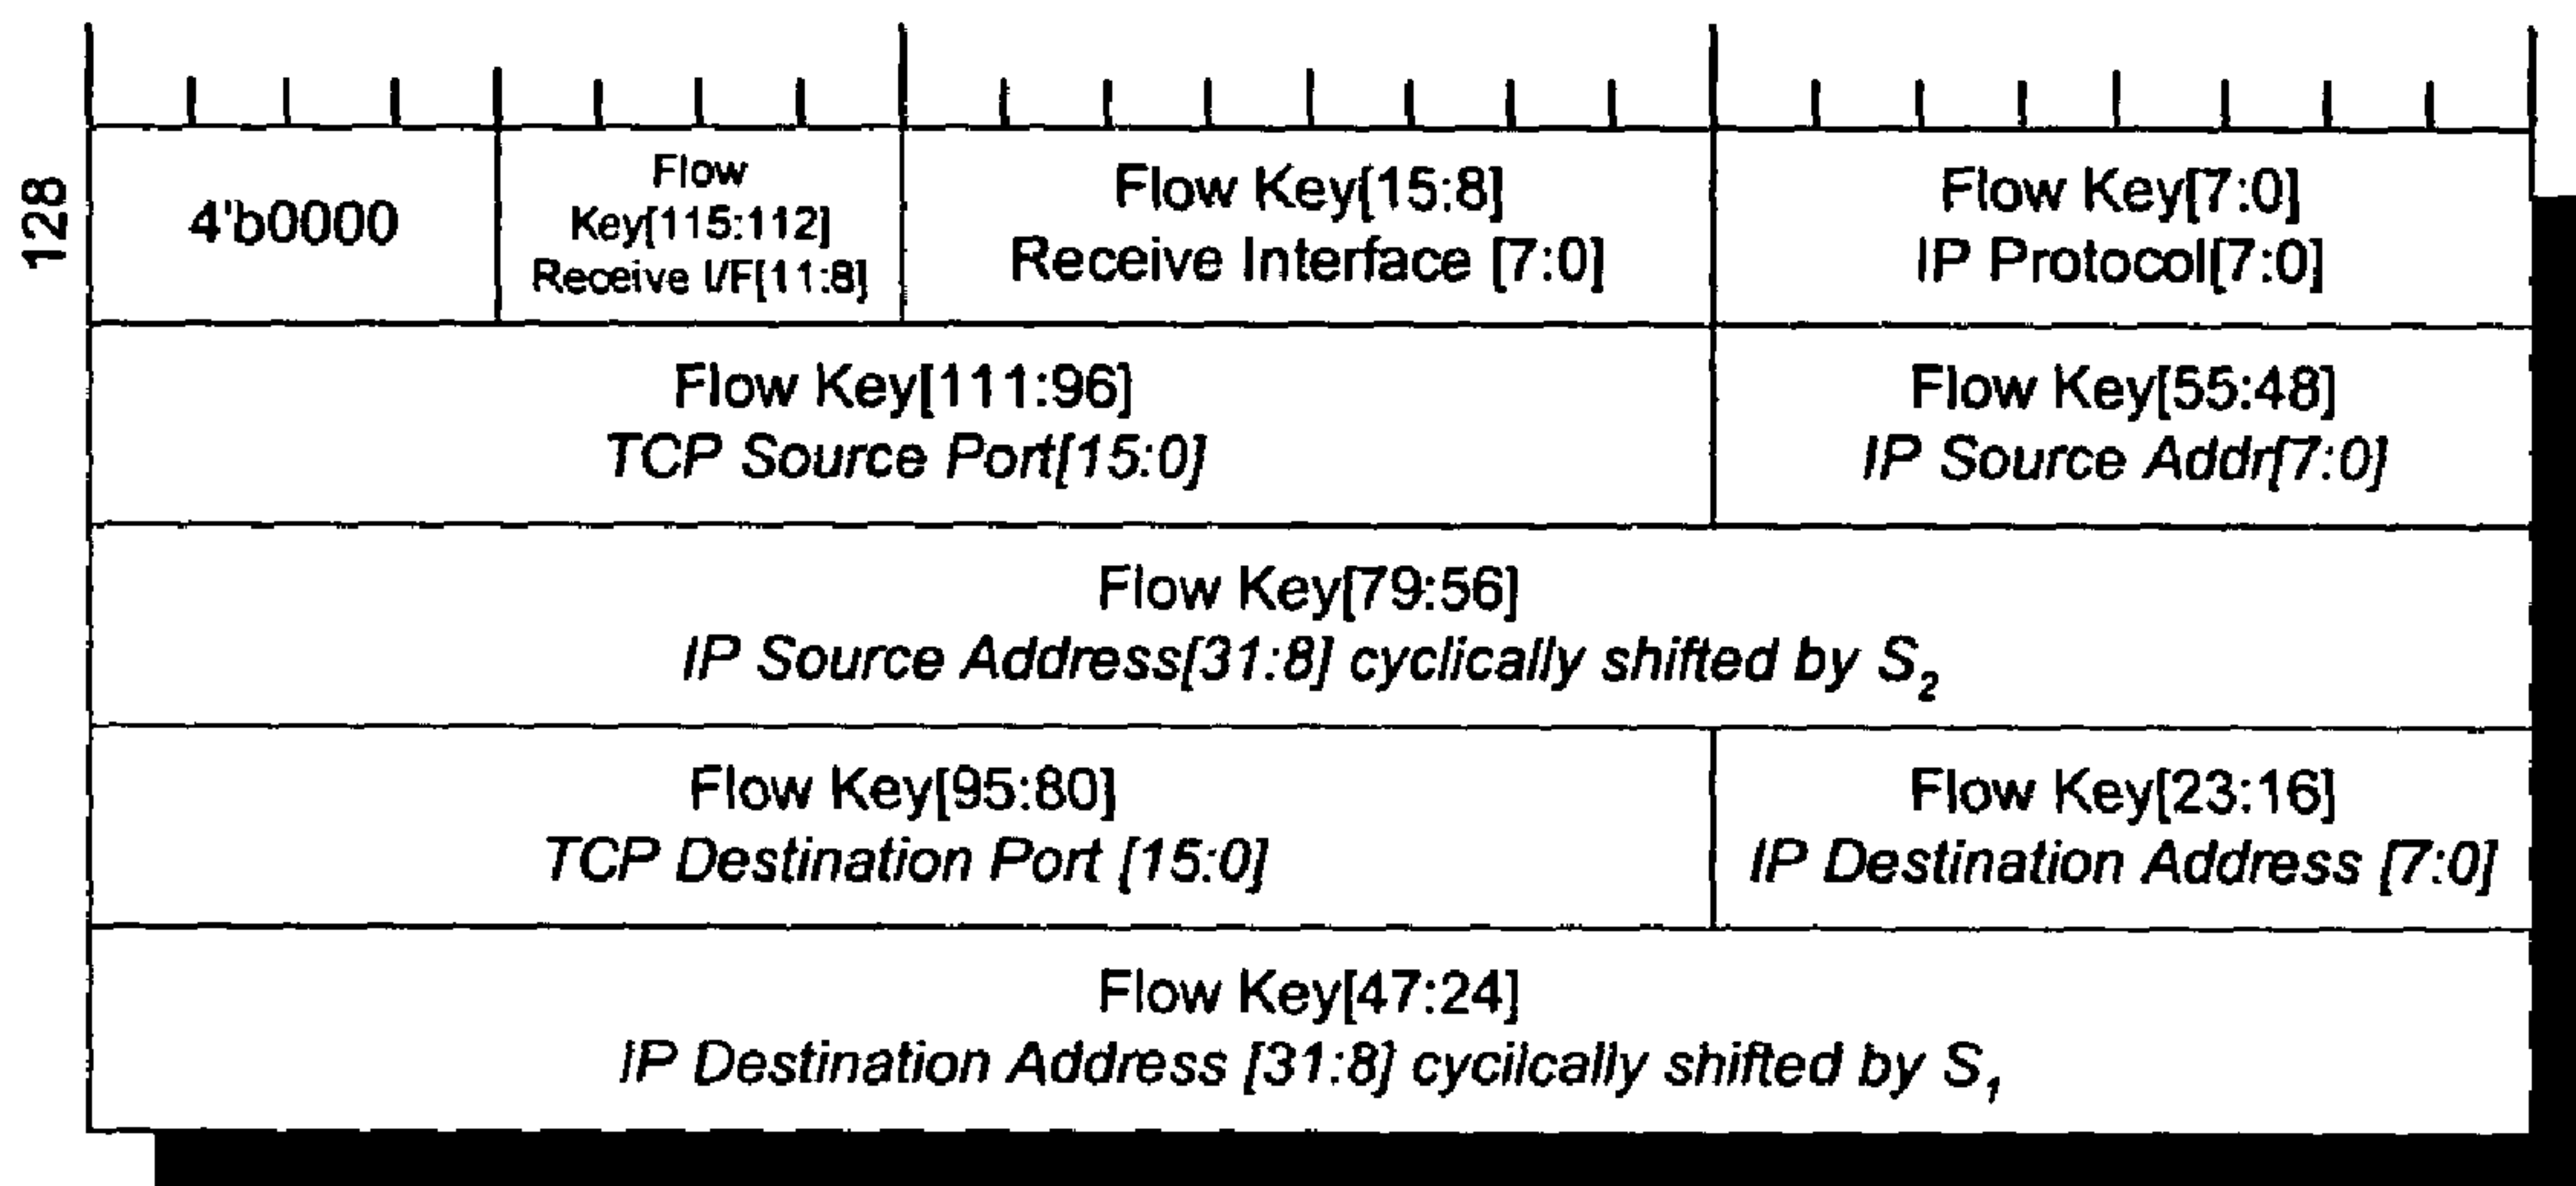 128
4'b0000
Flow
Key[115:112]
Receive I/F[11:8]
Flow Key[15:8]
Receive Interface [7:0]
Flow Key[7:0]
IP Protocol[7:0]
Flow Key[111:96]
TCP Source Port[15:0]
Flow Key[55:48]
IP Source Addr[7:0]
Flow Key[79:56]
IP Source Address[31:8] cyclically shifted by S₂
Flow Key[95:80]
TCP Destination Port [15:0]
Flow Key[23:16]
IP Destination Address [7:0]
Flow Key[47:24]
IP Destination Address [31:8] cycilcally shifted by S₁